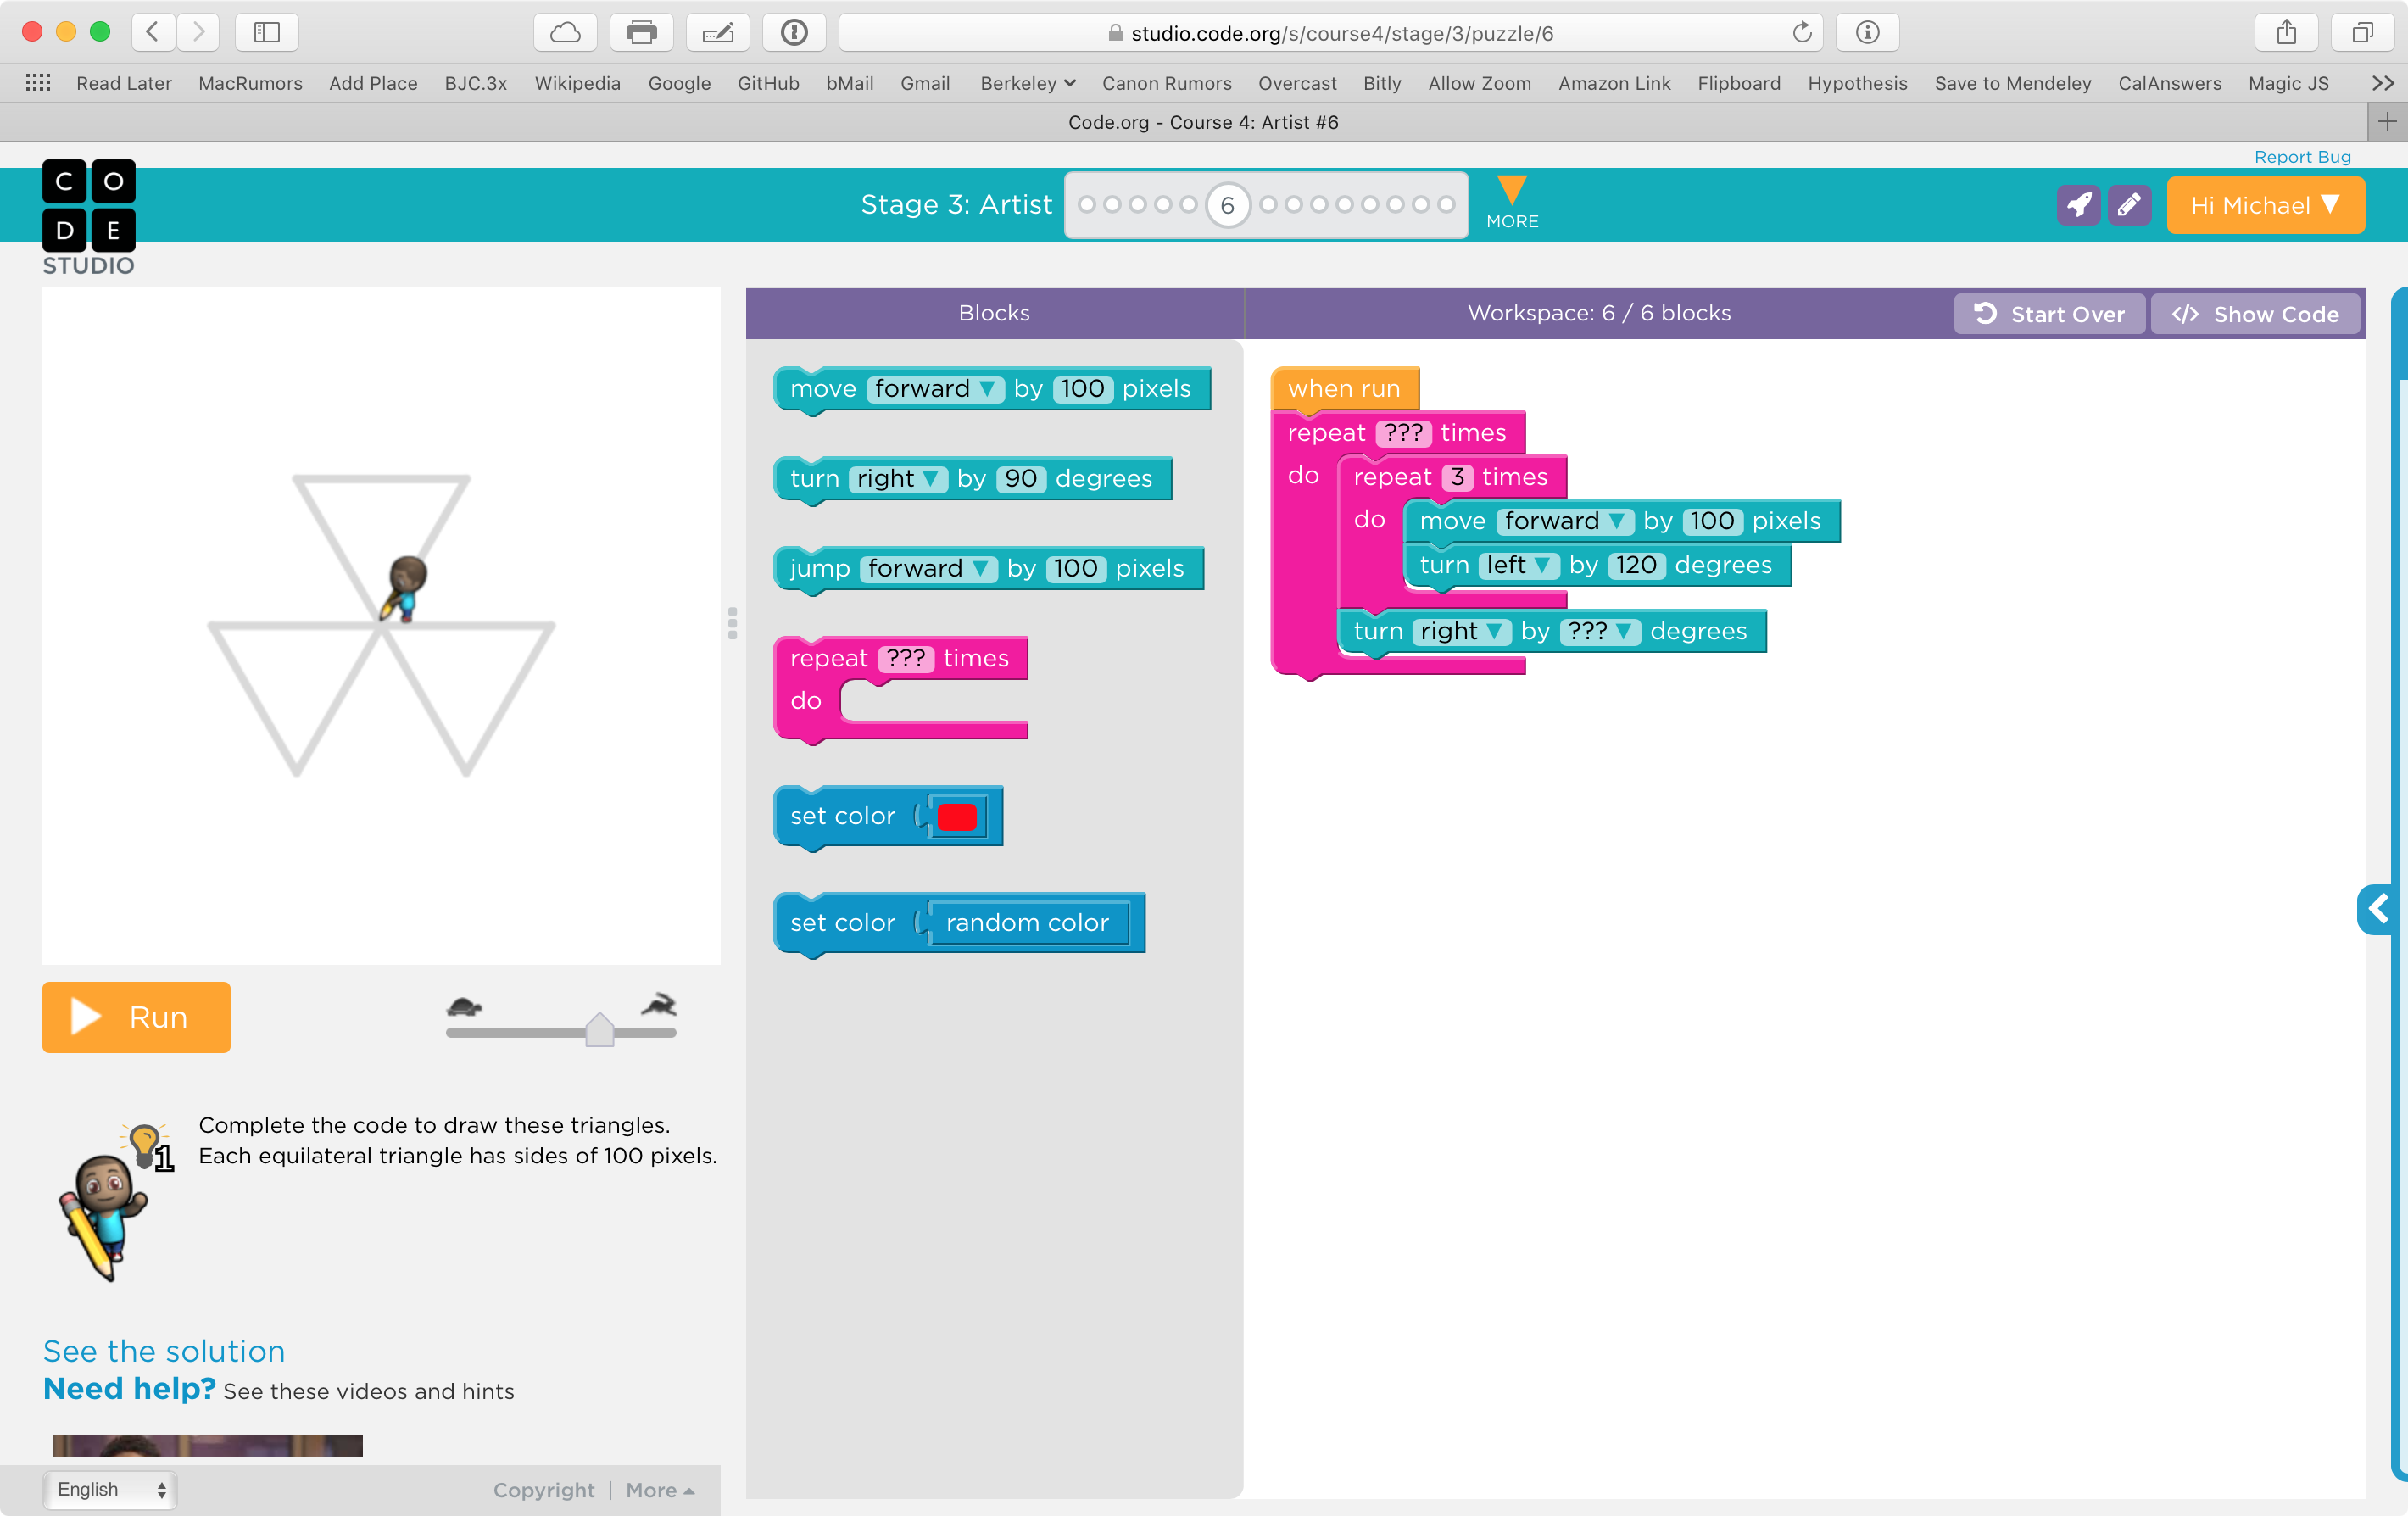 studio.code.org/s/course4/stage/3/puzzle/6
Read Later MacRumors Add Place BJC.3x Wikipedia Google GitHub bMail Gmail Berkeley Canon Rumors Overcast Bitly Allow Zoom Amazon Link Flipboard Hypothesis Save to Mendeley CalAnswers Magic JS
Code.org - Course 4: Artist #6
Report Bug
C O
D E
STUDIO
Stage 3: Artist 6 MORE
Hi Michael
Blocks
Workspace: 6 / 6 blocks
Start Over
</> Show Code
move forward by 100 pixels
turn right by 90 degrees
jump forward by 100 pixels
repeat ??? times
do
set color
set color random color
when run
repeat ??? times
do repeat 3 times
do move forward by 100 pixels
turn left by 120 degrees
turn right by ??? degrees
Run
1
Complete the code to draw these triangles.
Each equilateral triangle has sides of 100 pixels.
See the solution
Need help? See these videos and hints
English
Copyright | More